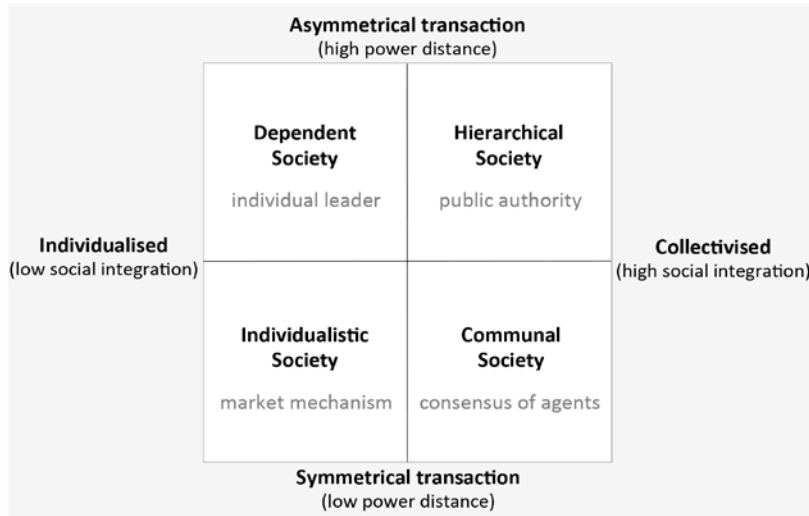 Asymmetrical transaction
(high power distance)
Dependent
Society
individual leader
Hierarchical
Society
public authority
Individualised
(low social integration)
Collectivised
(high social integration)
Individualistic
Society
market mechanism
Communal
Society
consensus of agents
Symmetrical transaction
(low power distance)